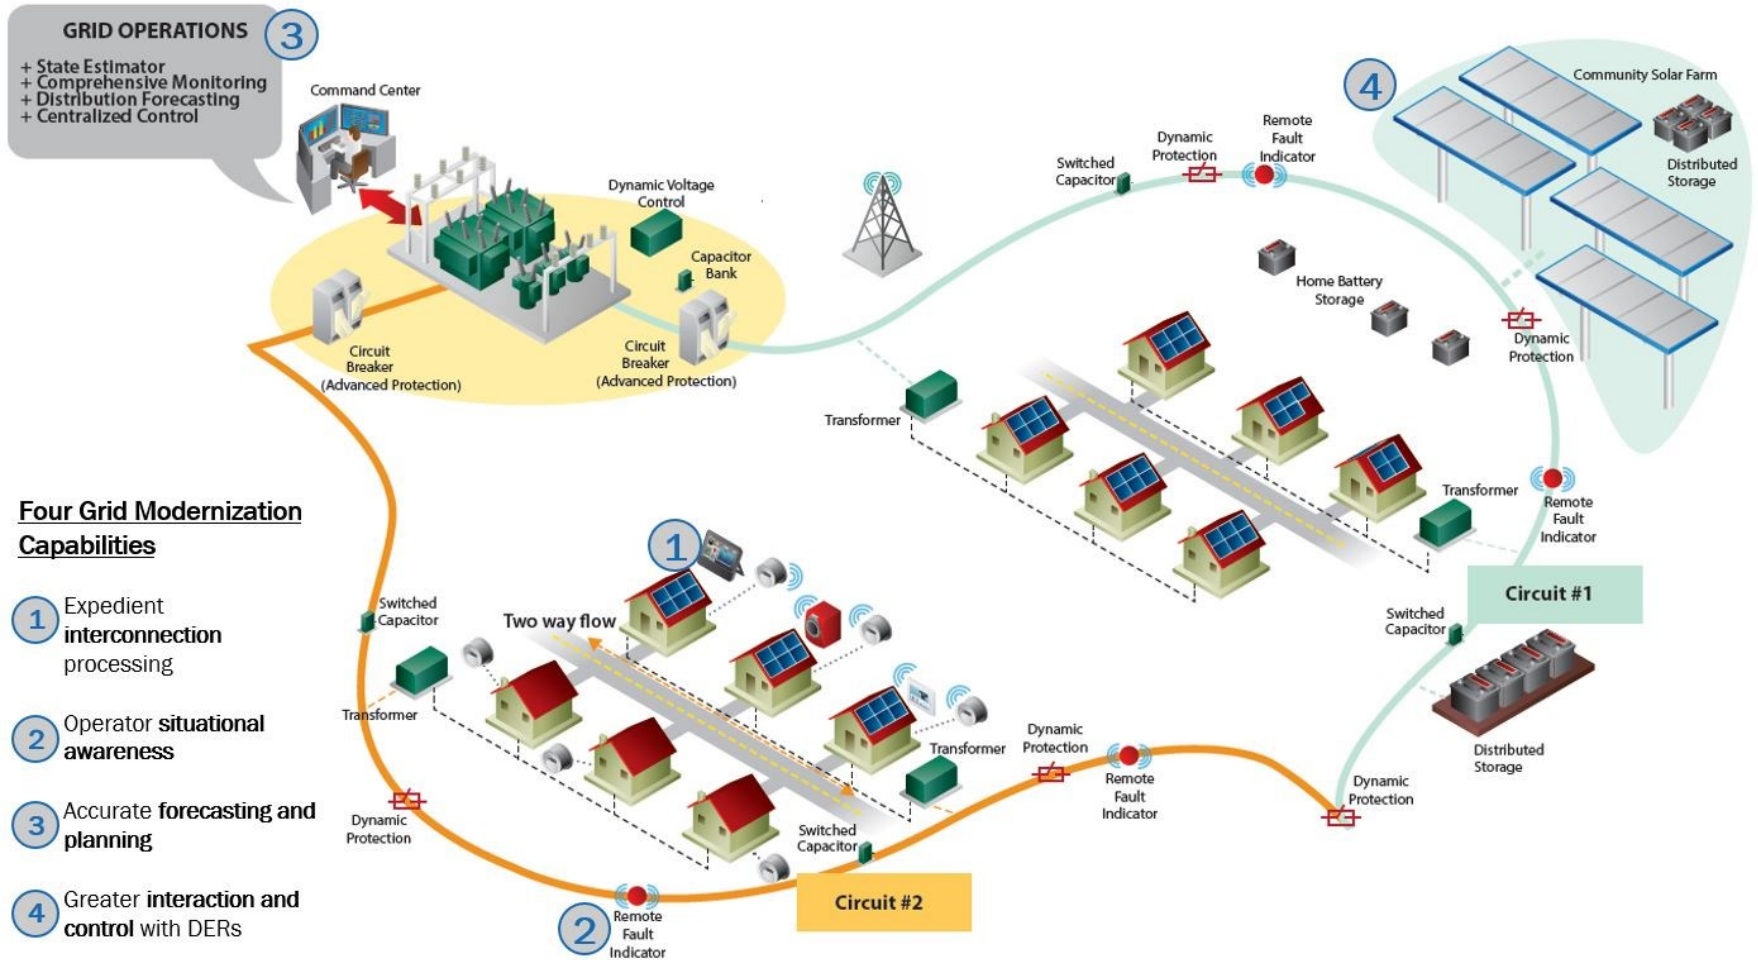 GRID OPERATIONS
3
+ State Estimator
+ Comprehensive Monitoring
+ Distribution Forecasting
+ Centralized Control
Command Center
Dynamic Voltage
Control
Capacitor
Bank
Circuit
Breaker
(Advanced Protection)
Circuit
Breaker
(Advanced Protection)
Switched
Capacitor
Dynamic
Protection
Remote
Fault
Indicator
4
Community Solar Farm
Distributed
Storage
Home Battery
Storage
Dynamic
Protection
Transformer
Transformer
Remote
Fault
Indicator
Circuit #1
Switched
Capacitor
Distributed
Storage
Dynamic
Protection
Four Grid Modernization
Capabilities
1
Expedient
interconnection
processing
2
Operator situational
awareness
3
Accurate forecasting and
planning
4
Greater interaction and
control with DERs
1
Two way flow
Switched
Capacitor
Transformer
Dynamic
Protection
Transformer
Dynamic
Protection
Remote
Fault
Indicator
Switched
Capacitor
Circuit #2
2
Remote
Fault
Indicator